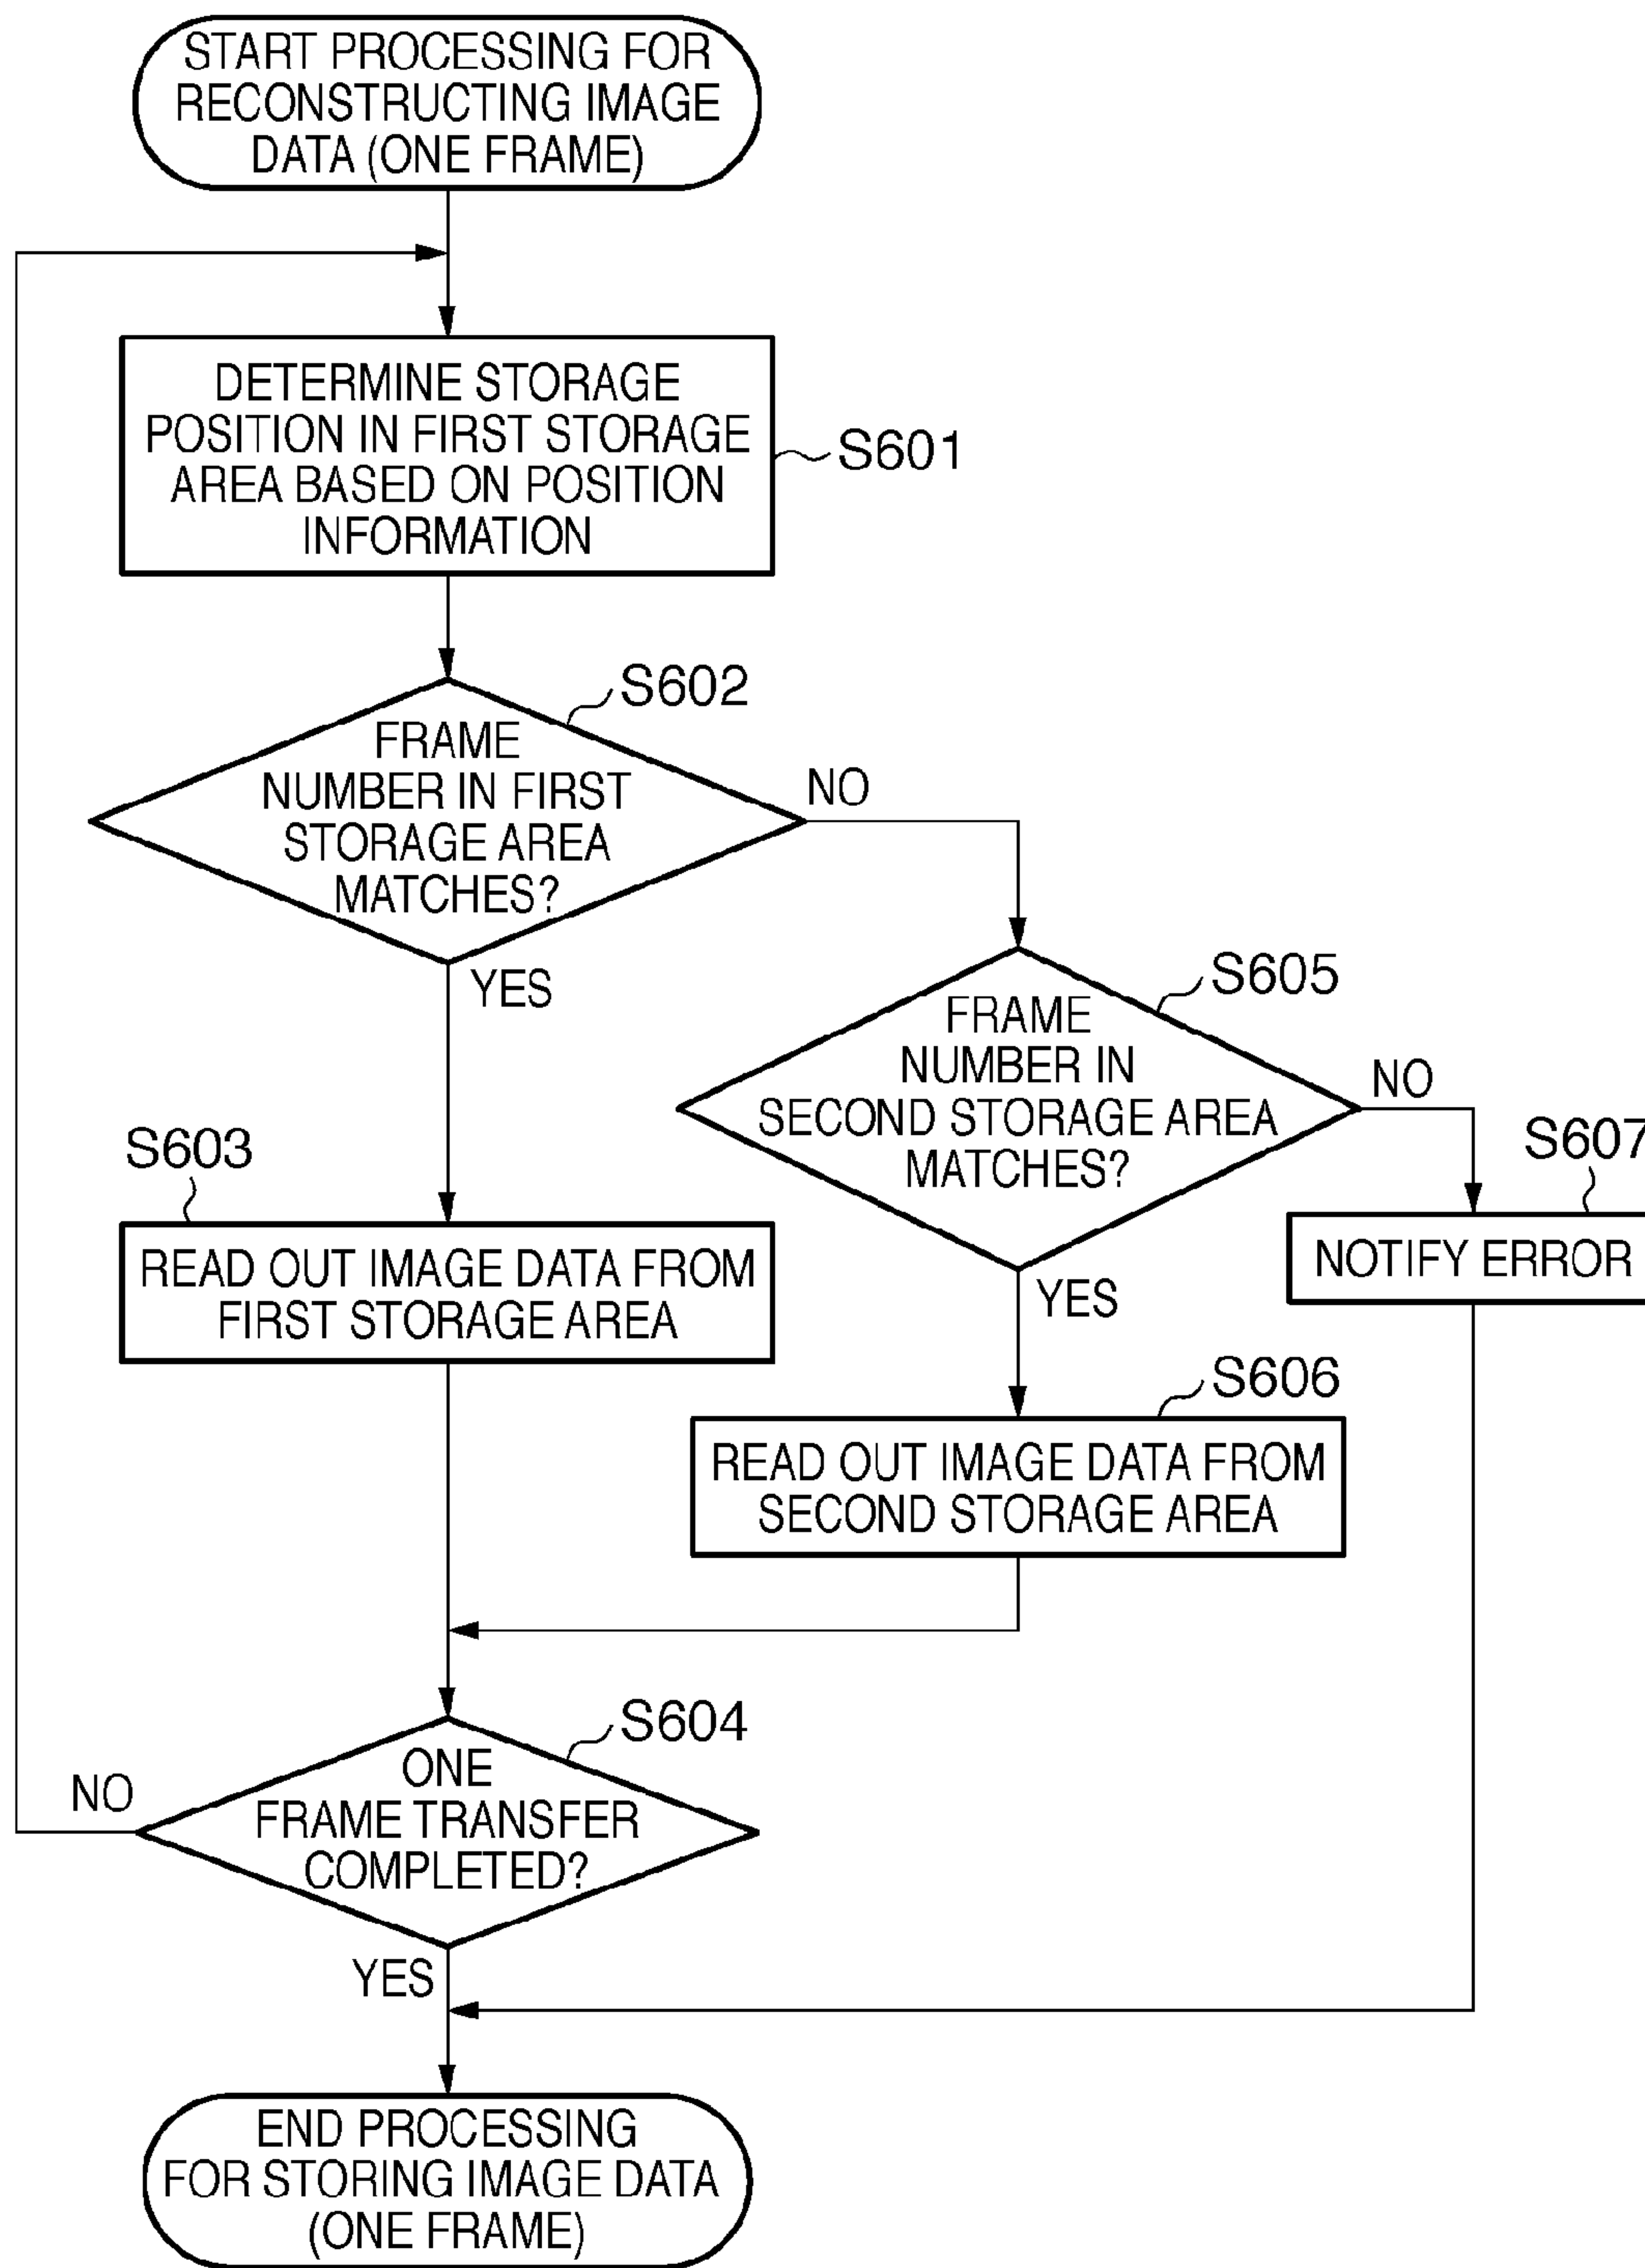 START PROCESSING FOR
RECONSTRUCTING IMAGE
DATA (ONE FRAME)
DETERMINE STORAGE
POSITION IN FIRST STORAGE
AREA BASED ON POSITION
INFORMATION
S601
S602
FRAME
NUMBER IN FIRST
STORAGE AREA
MATCHES?
NO
YES
S605
FRAME
NUMBER IN
SECOND STORAGE AREA
MATCHES?
NO
YES
S603
READ OUT IMAGE DATA FROM
FIRST STORAGE AREA
S607
NOTIFY ERROR
S606
READ OUT IMAGE DATA FROM
SECOND STORAGE AREA
S604
ONE
FRAME TRANSFER
COMPLETED?
NO
YES
END PROCESSING
FOR STORING IMAGE DATA
(ONE FRAME)